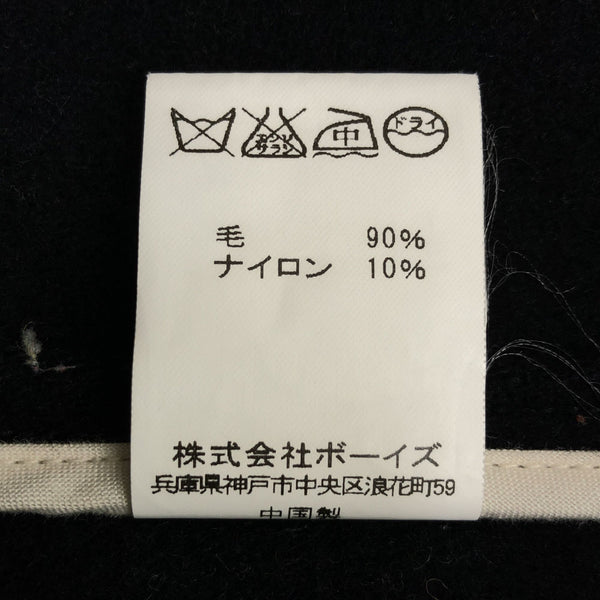 エンソ
サラシ
中
ドライ
毛 90%
ナイロン 10%
株式会社ボーイズ
兵庫県神戸市中央区浪花町59
中国製